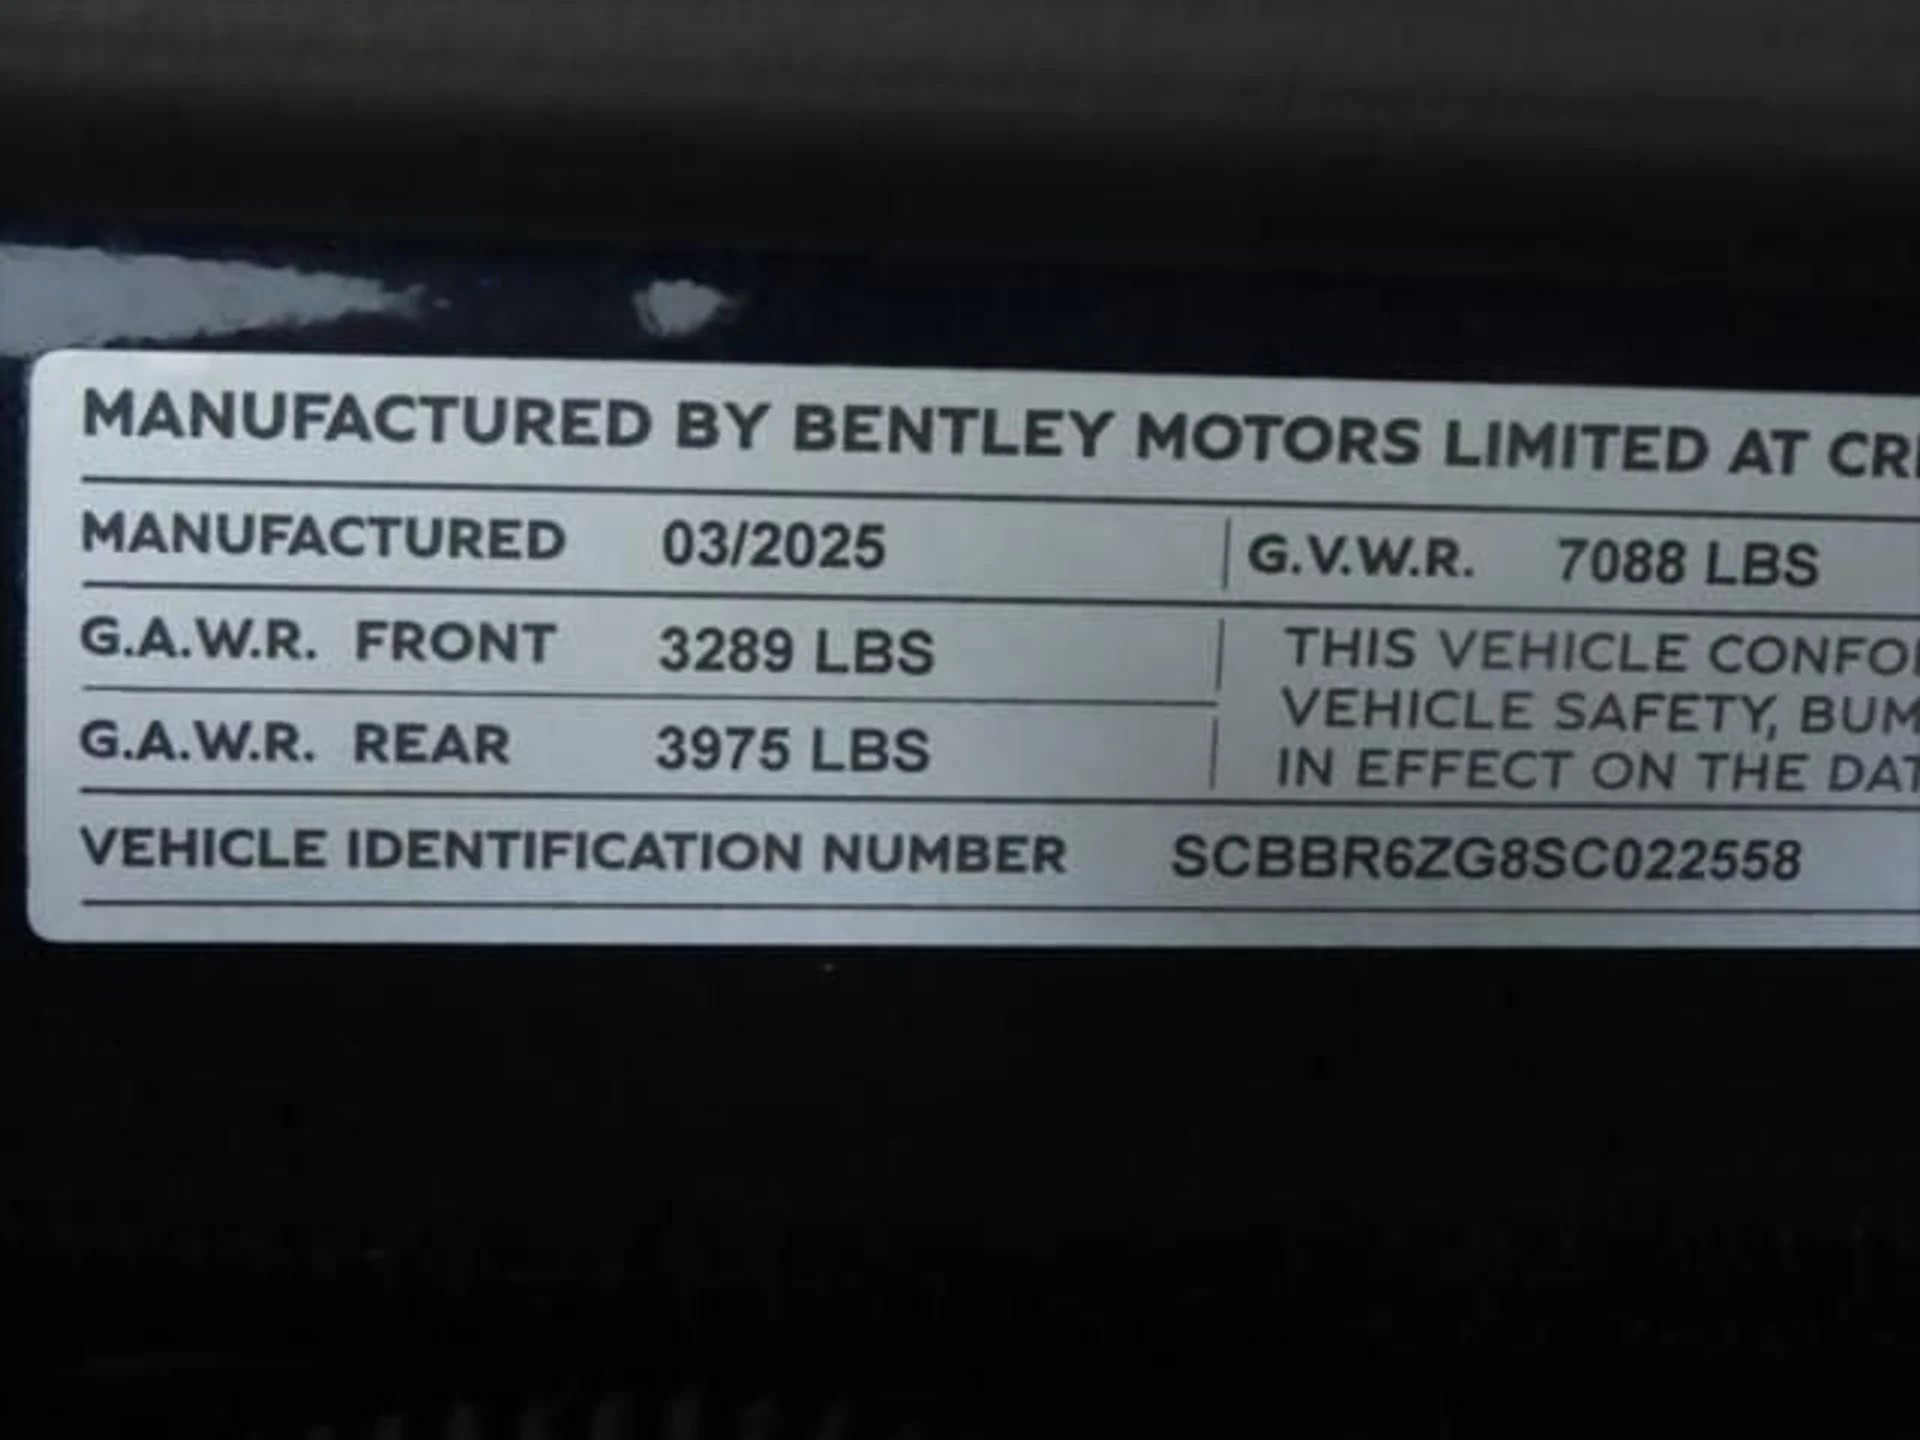 MANUFACTURED BY BENTLEY MOTORS LIMITED AT
MANUFACTURED 03/2025 G.V.W.R. 7088 LBS
G.A.W.R. FRONT 3289 LBS THIS VEHICLE
G.A.W.R. REAR 3975 LBS VEHICLE SAFETY,
IN EFFECT ON THE
VEHICLE IDENTIFICATION NUMBER SCBBR6ZG8SC022558